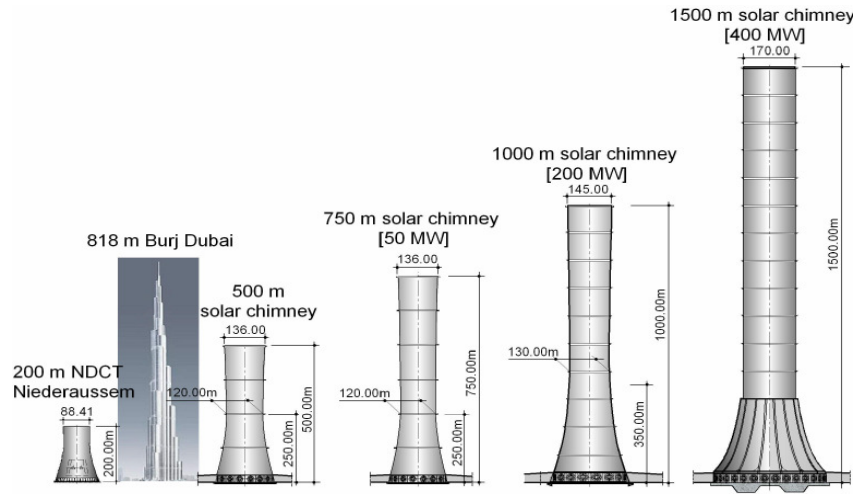 1500 m solar chimney
[400 MW]
170.00
1500.00m
1000 m solar chimney
[200 MW]
145.00
130.00m
1000.00m
350.00m
750 m solar chimney
[50 MW]
136.00
120.00m
750.00m
250.00m
818 m Burj Dubai
500 m
solar chimney
136.00
120.00m
500.00m
250.00m
200 m NDCT
Niederaussem
88.41
200.00m